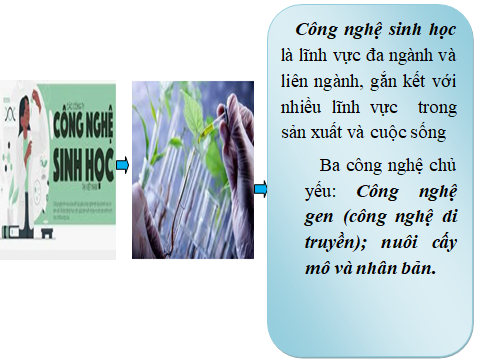 CÔNG NGHỆ
SINH HỌC
Công nghệ sinh học
là lĩnh vực đa ngành và
liên ngành, gắn kết với
nhiều lĩnh vực trong
sản xuất và cuộc sống
Ba công nghệ chủ
yếu: Công nghệ
gen (công nghệ di
truyền); nuôi cấy
mô và nhân bản.